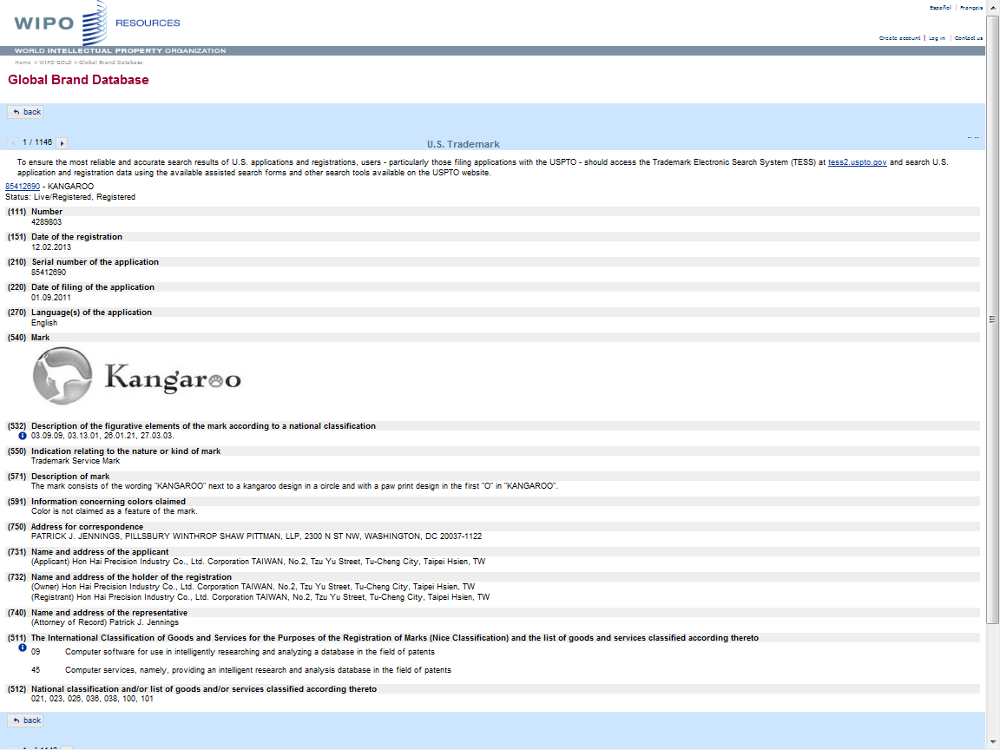 Español | Français
WIPO RESOURCES
Create account | Log in | Contact us
WORLD INTELLECTUAL PROPERTY ORGANIZATION
Home > WIPO GOLD > Global Brand Database
Global Brand Database
back
1 / 1146
U.S. Trademark
To ensure the most reliable and accurate search results of U.S. applications and registrations, users - particularly those filing applications with the USPTO - should access the Trademark Electronic Search System (TESS) at tess2.uspto.gov and search U.S.
application and registration data using the available assisted search forms and other search tools available on the USPTO website.
85412690 - KANGAROO
Status: Live/Registered, Registered
(111) Number
4289803
(151) Date of the registration
12.02.2013
(210) Serial number of the application
85412690
(220) Date of filing of the application
01.09.2011
(270) Language(s) of the application
English
(540) Mark
Kangaroo
(532) Description of the figurative elements of the mark according to a national classification
03.09.09, 03.13.01, 26.01.21, 27.03.03.
(550) Indication relating to the nature or kind of mark
Trademark Service Mark
(571) Description of mark
The mark consists of the wording "KANGAROO" next to a kangaroo design in a circle and with a paw print design in the first "O" in "KANGAROO".
(591) Information concerning colors claimed
Color is not claimed as a feature of the mark.
(750) Address for correspondence
PATRICK J. JENNINGS, PILLSBURY WINTHROP SHAW PITTMAN, LLP, 2300 N ST NW, WASHINGTON, DC 20037-1122
(731) Name and address of the applicant
(Applicant) Hon Hai Precision Industry Co., Ltd. Corporation TAIWAN, No.2, Tzu Yu Street, Tu-Cheng City, Taipei Hsien, TW
(732) Name and address of the holder of the registration
(Owner) Hon Hai Precision Industry Co., Ltd. Corporation TAIWAN, No.2, Tzu Yu Street, Tu-Cheng City, Taipei Hsien, TW
(Registrant) Hon Hai Precision Industry Co., Ltd. Corporation TAIWAN, No.2, Tzu Yu Street, Tu-Cheng City, Taipei Hsien, TW
(740) Name and address of the representative
(Attorney of Record) Patrick J. Jennings
(511) The International Classification of Goods and Services for the Purposes of the Registration of Marks (Nice Classification) and the list of goods and services classified according thereto
09 Computer software for use in intelligently researching and analyzing a database in the field of patents
45 Computer services, namely, providing an intelligent research and analysis database in the field of patents
(512) National classification and/or list of goods and/or services classified according thereto
021, 023, 026, 036, 038, 100, 101
back